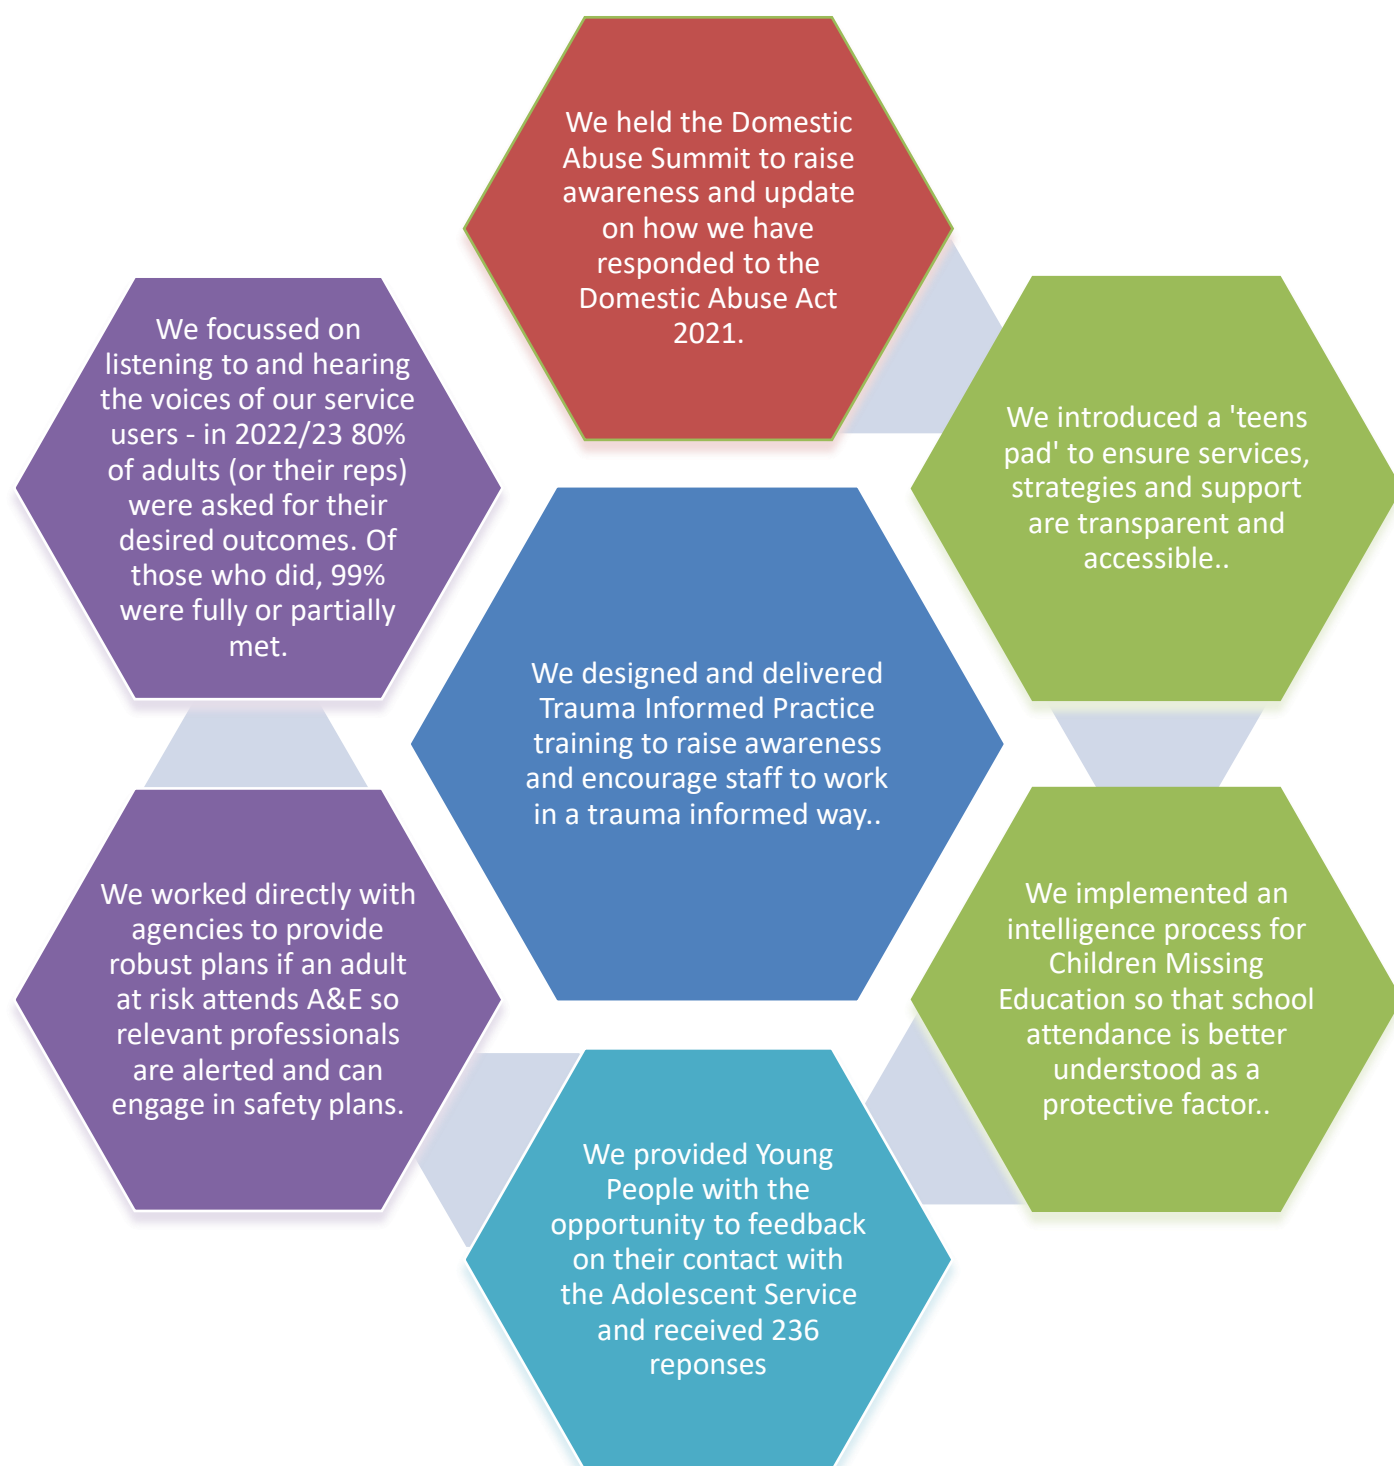 We held the Domestic
Abuse Summit to raise
awareness and update
on how we have
responded to the
Domestic Abuse Act
2021.
We introduced a 'teens
pad' to ensure services,
strategies and support
are transparent and
accessible..
We implemented an
intelligence process for
Children Missing
Education so that school
attendance is better
understood as a
protective factor..
We provided Young
People with the
opportunity to feedback
on their contact with
the Adolescent Service
and received 236
reponses
We worked directly with
agencies to provide
robust plans if an adult
at risk attends A&E so
relevant professionals
are alerted and can
engage in safety plans.
We focussed on
listening to and hearing
the voices of our service
users - in 2022/23 80%
of adults (or their reps)
were asked for their
desired outcomes. Of
those who did, 99%
were fully or partially
met.
We designed and delivered
Trauma Informed Practice
training to raise awareness
and encourage staff to work
in a trauma informed way..